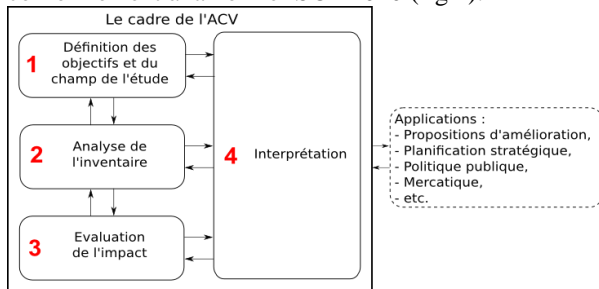 Le cadre de l'ACV
1
Définition des
objectifs et du
champ de l'étude
2
Analyse de
l'inventaire
3
Evaluation
de l'impact
4
Interprétation
Applications :
- Propositions d'amélioration,
- Planification stratégique,
- Politique publique,
- Mercatique,
- etc.